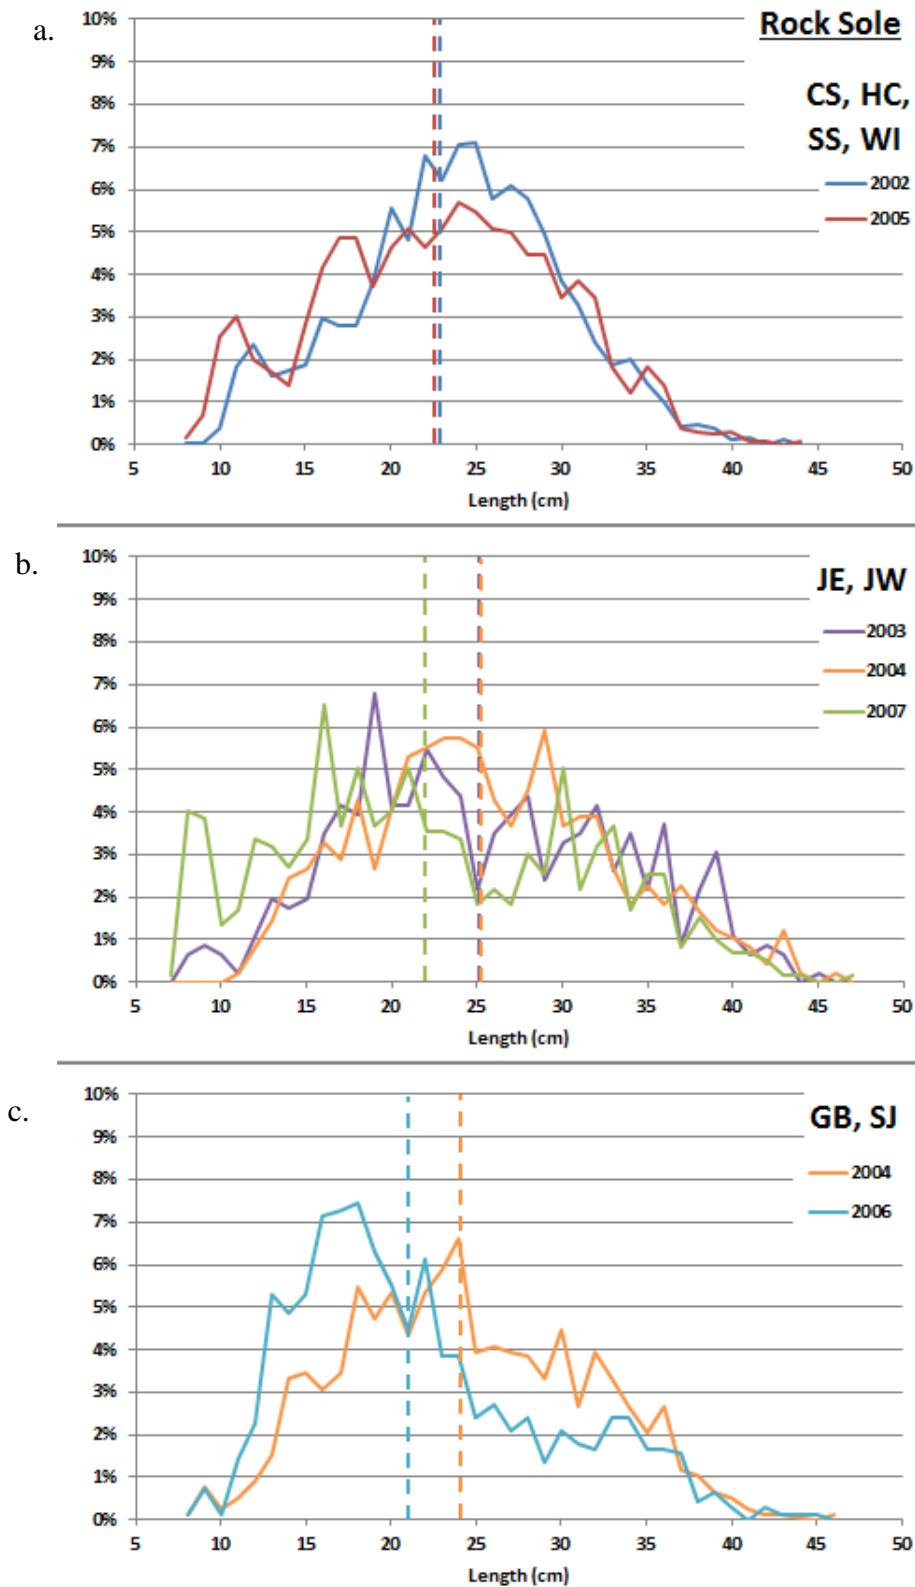 a.
Rock Sole
CS, HC,
SS, WI
2002
2005
10%
9%
8%
7%
6%
5%
4%
3%
2%
1%
0%
5 10 15 20 25 30 35 40 45 50
Length (cm)
b.
JE, JW
2003
2004
2007
10%
9%
8%
7%
6%
5%
4%
3%
2%
1%
0%
5 10 15 20 25 30 35 40 45 50
Length (cm)
c.
GB, SJ
2004
2006
10%
9%
8%
7%
6%
5%
4%
3%
2%
1%
0%
5 10 15 20 25 30 35 40 45 50
Length (cm)